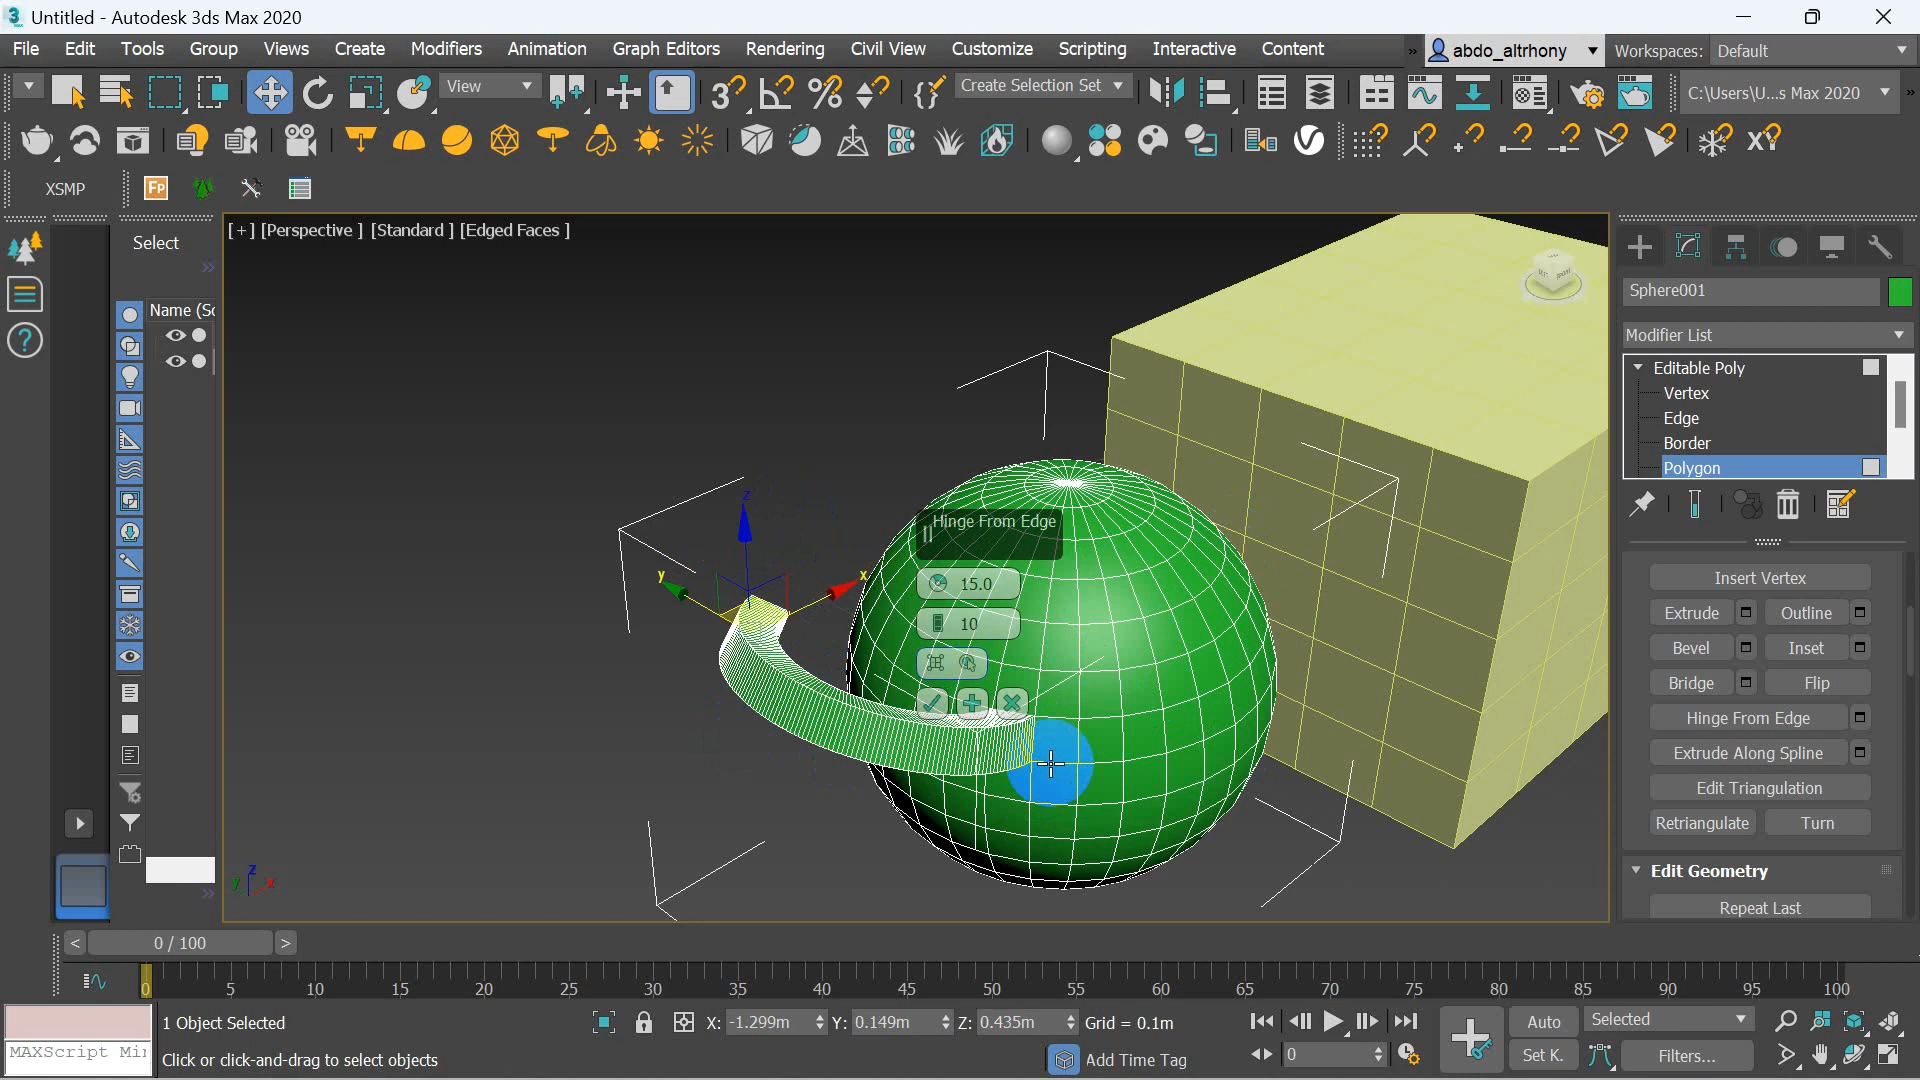 Untitled - Autodesk 3ds Max 2020
File Edit Tools Group Views Create Modifiers Animation Graph Editors Rendering Civil View Customize Scripting Interactive Content
abdo_altrhony
Workspaces: Default
View
Create Selection Set
C:\Users\U...s Max 2020
XSMP
Fp
Select
Name (Sc
[+] [Perspective ] [Standard ] [Edged Faces ]
Hinge From Edge
15.0
10
z
y
x
z
y
x
Sphere001
Modifier List
Editable Poly
Vertex
Edge
Border
Polygon
Insert Vertex
Extrude Outline
Bevel Inset
Bridge Flip
Hinge From Edge
Extrude Along Spline
Edit Triangulation
Retriangulate Turn
Edit Geometry
Repeat Last
< 0 / 100 >
0 5 10 15 20 25 30 35 40 45 50 55 60 65 70 75 80 85 90 95 100
1 Object Selected
X: -1.299m Y: 0.149m Z: 0.435m Grid = 0.1m
Auto Selected
MAXScript Mi
Click or click-and-drag to select objects
Add Time Tag
0
Set K. Filters...